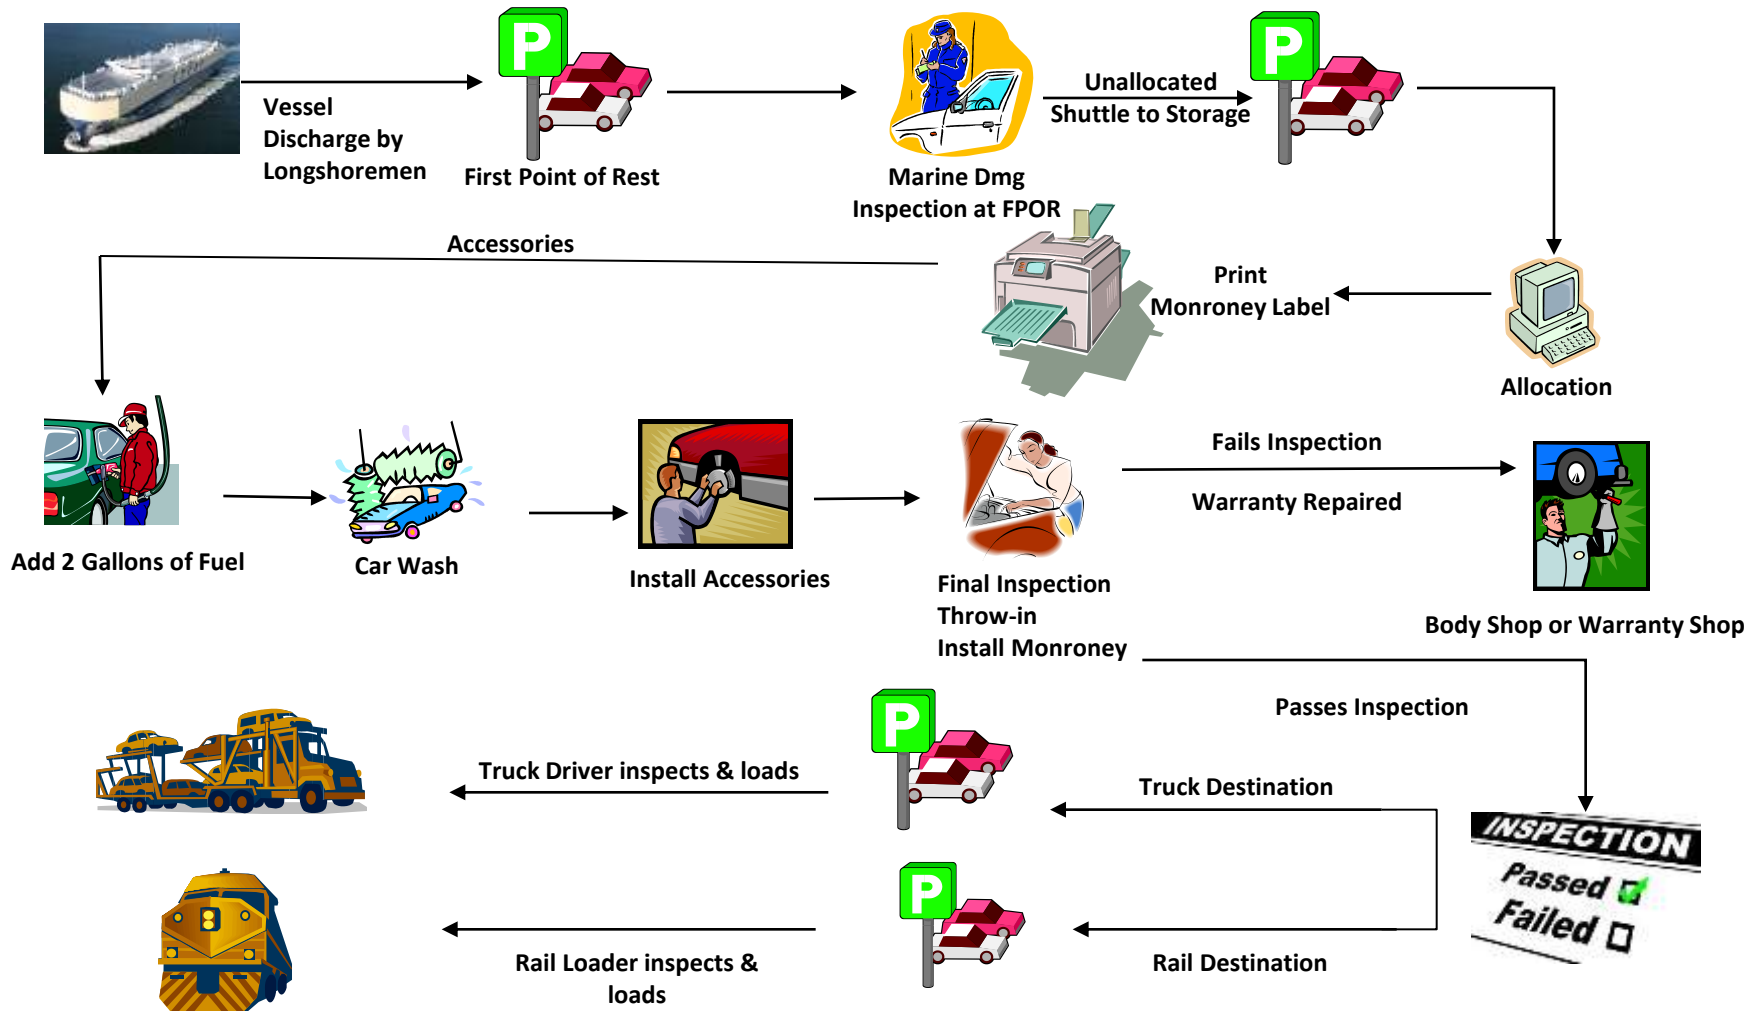 P
P
Vessel
Discharge by
Longshoremen
First Point of Rest
Marine Dmg
Inspection at FPOR
Unallocated
Shuttle to Storage
Accessories
Print
Monroney Label
Allocation
Add 2 Gallons of Fuel
Car Wash
Install Accessories
Final Inspection
Throw-in
Install Monroney
Fails Inspection
Warranty Repaired
Body Shop or Warranty Shop
Passes Inspection
P
Truck Driver inspects & loads
Truck Destination
INSPECTION
Passed
Failed
P
Rail Loader inspects &
loads
Rail Destination